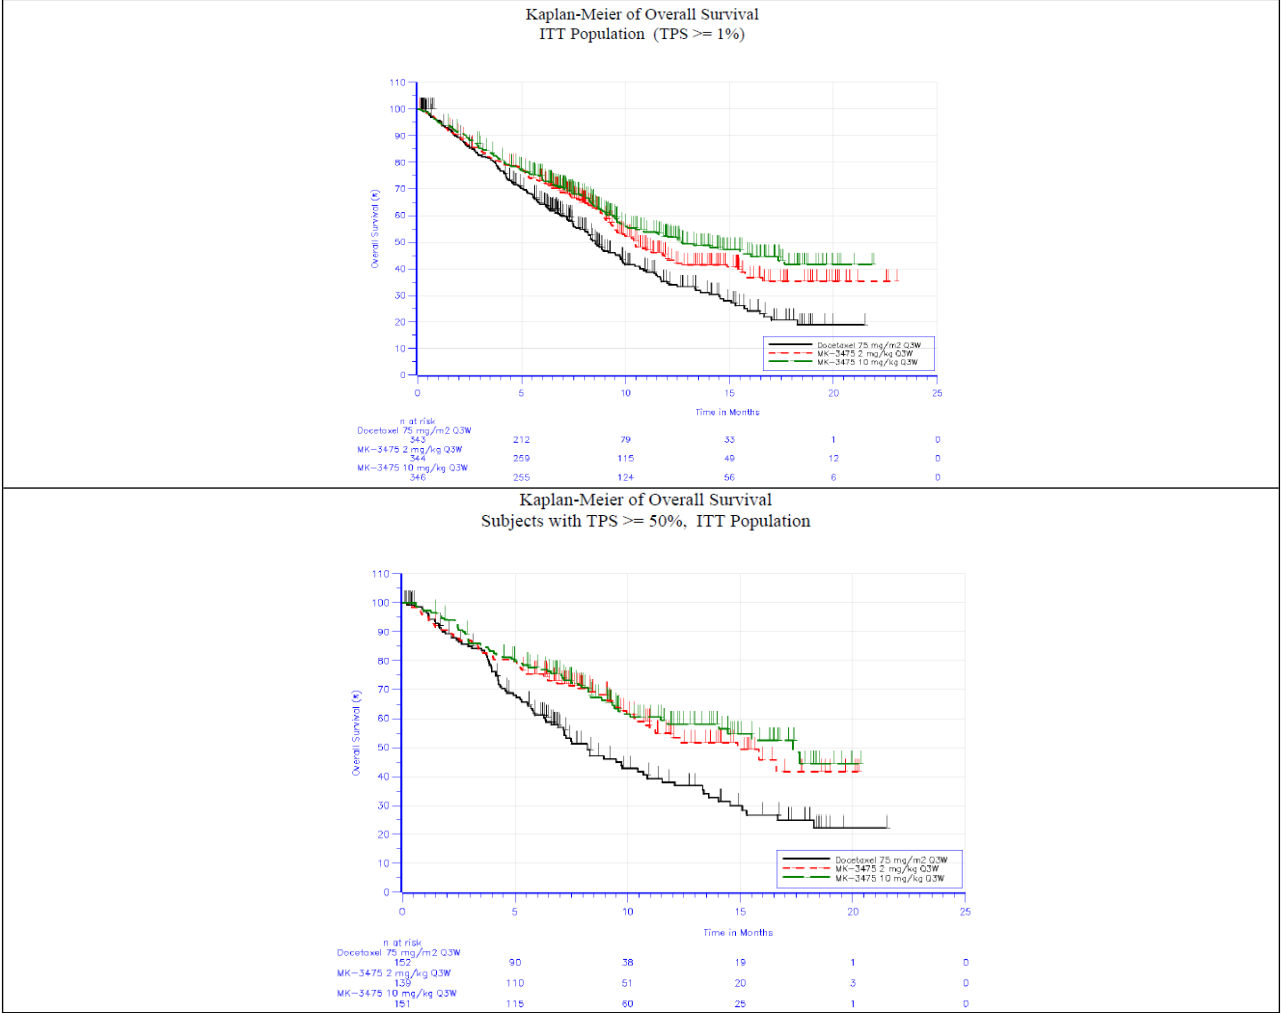 Kaplan-Meier of Overall Survival
ITT Population (TPS >= 1%)
110
100
90
80
70
60
50
40
30
20
10
0
Overall Survival (%)
Docetaxel 75 mg/m2 Q3W
MK-3475 2 mg/kg Q3W
MK-3475 10 mg/kg Q3W
0 5 10 15 20 25
Time in Months
n at risk
Docetaxel 75 mg/m2 Q3W
343 212 79 33 1 0
MK-3475 2 mg/kg Q3W
344 259 115 49 12 0
MK-3475 10 mg/kg Q3W
346 255 124 56 6 0
Kaplan-Meier of Overall Survival
Subjects with TPS >= 50%, ITT Population
110
100
90
80
70
60
50
40
30
20
10
0
Overall Survival (%)
Docetaxel 75 mg/m2 Q3W
MK-3475 2 mg/kg Q3W
MK-3475 10 mg/kg Q3W
0 5 10 15 20 25
Time in Months
n at risk
Docetaxel 75 mg/m2 Q3W
152 90 38 19 1 0
MK-3475 2 mg/kg Q3W
139 110 51 20 3 0
MK-3475 10 mg/kg Q3W
151 115 60 25 1 0